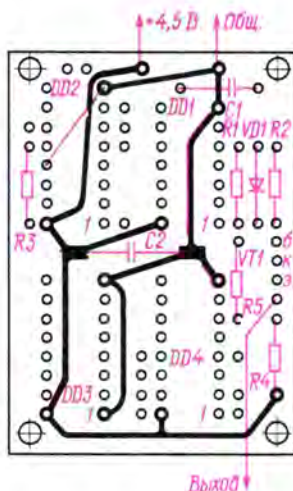 +4,5 В Общ.
DD2 DD1 C1
R1 VD1 R2
R3 1 1 б
C2 VT1 к
э
R5
DD3 DD4 R4
1 1
Выход